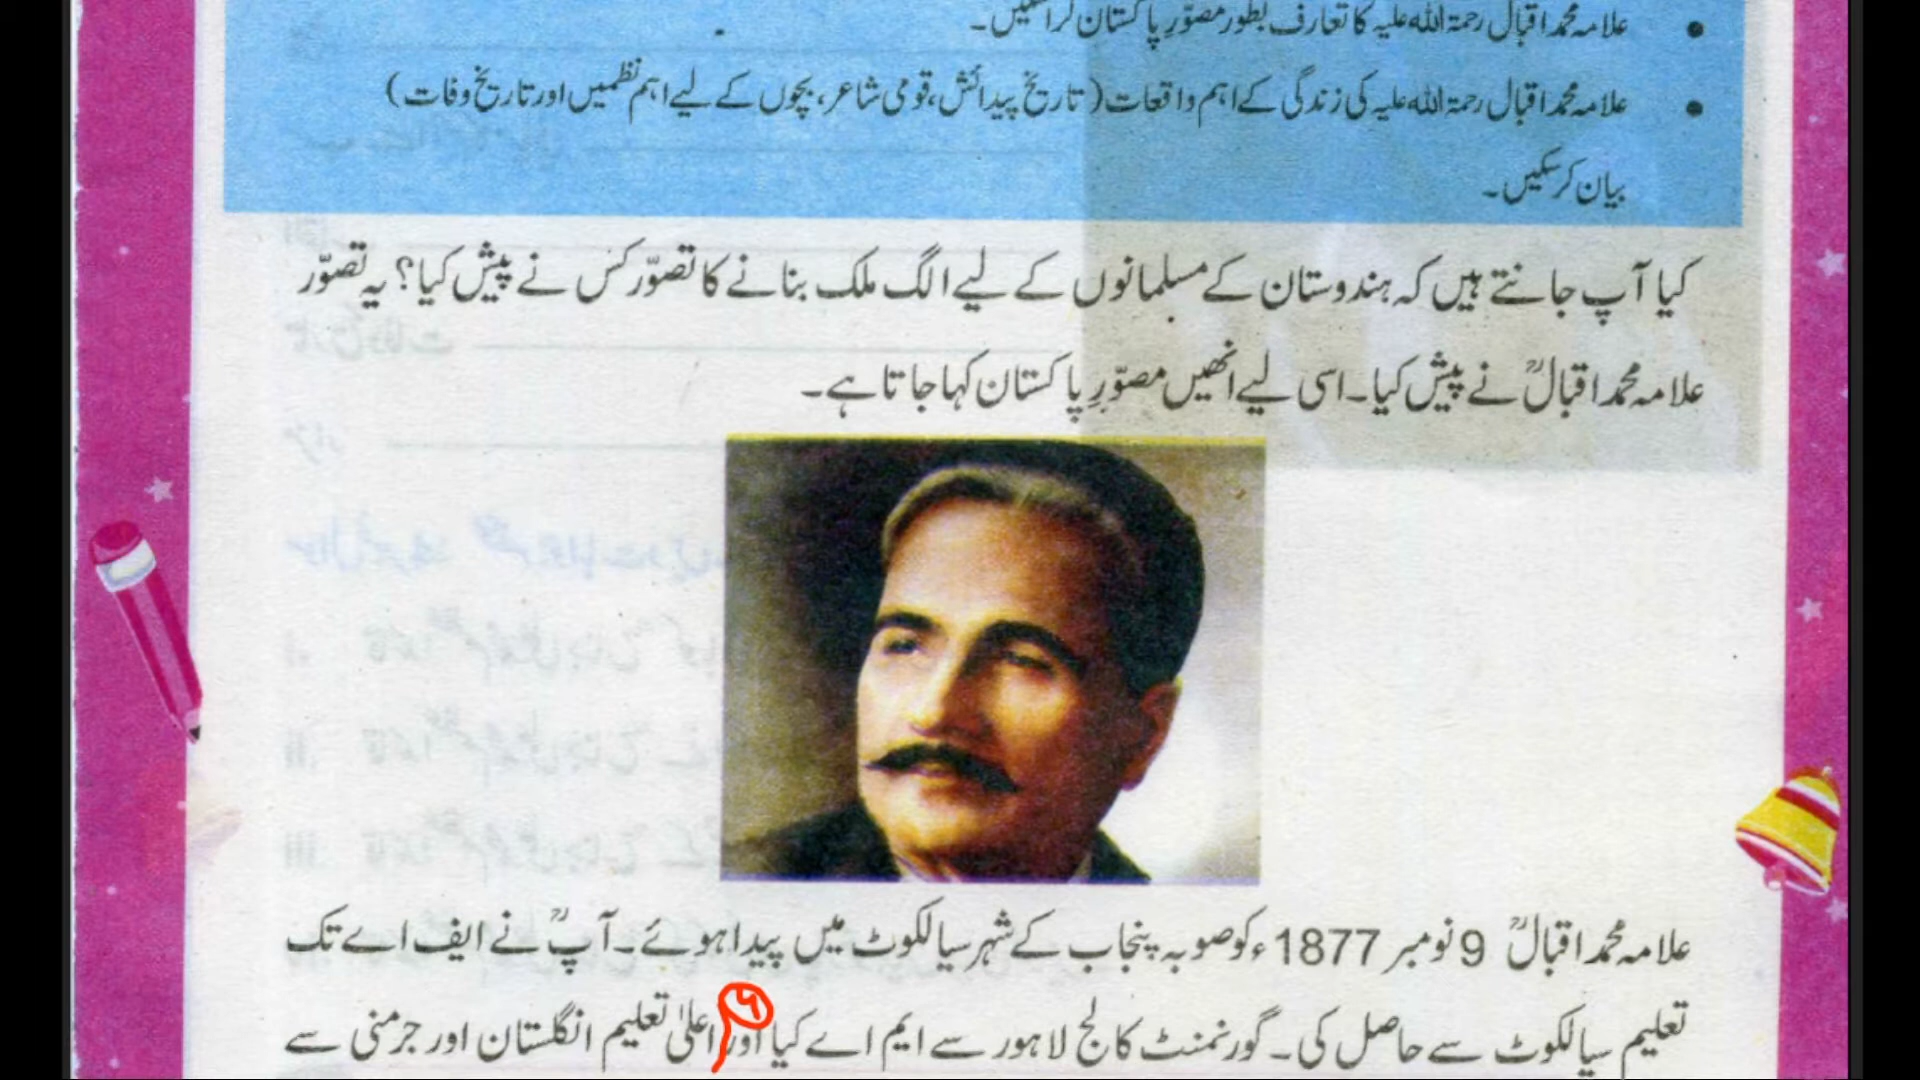 علامہ محمد اقبال رحمۃ اللہ علیہ کا تعارف بطور مصوّرِ پاکستان کرا سکیں۔
علامہ محمد اقبال رحمۃ اللہ علیہ کی زندگی کے اہم واقعات (تاریخ پیدائش، قومی شاعر، بچوں کے لیے اہم نظمیں اور تاریخ وفات)
بیان کر سکیں۔
کیا آپ جانتے ہیں کہ ہندوستان کے مسلمانوں کے لیے الگ ملک بنانے کا تصوّر کس نے پیش کیا؟ یہ تصوّر
علامہ محمد اقبالؒ نے پیش کیا۔ اسی لیے انھیں مصوّرِ پاکستان کہا جاتا ہے۔
علامہ محمد اقبالؒ 9 نومبر 1877ء کو صوبہ پنجاب کے شہر سیالکوٹ میں پیدا ہوئے۔ آپؒ نے ایف اے تک
تعلیم سیالکوٹ سے حاصل کی۔ گورنمنٹ کالج لاہور سے ایم اے کیا اور اعلیٰ تعلیم انگلستان اور جرمنی سے